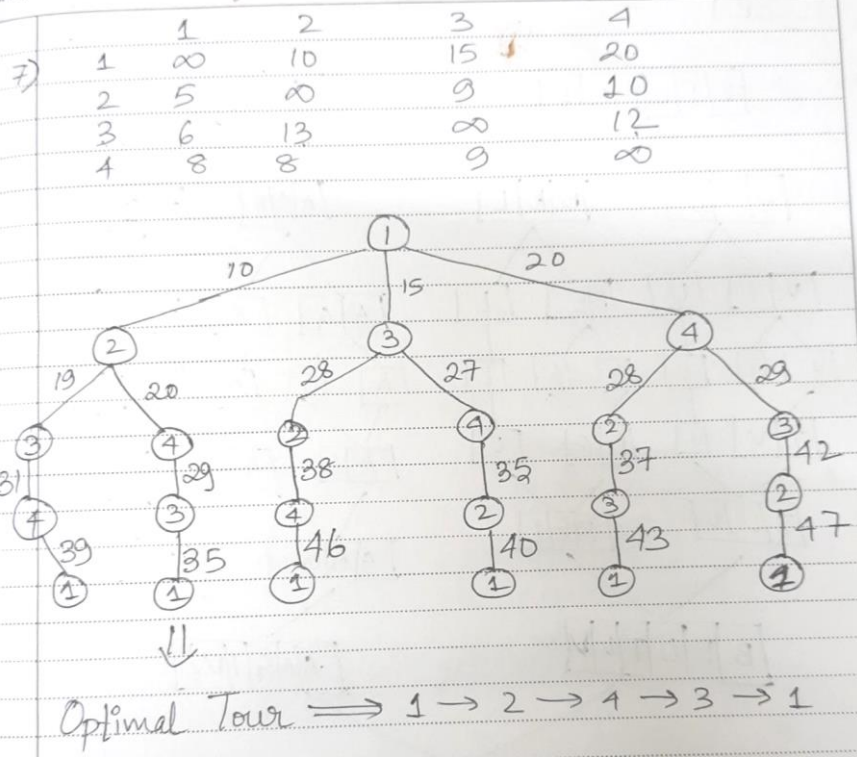 1 2 3 4
7) 1 ∞ 10 15 20
2 5 ∞ 9 10
3 6 13 ∞ 12
4 8 8 9 ∞
1
10 15 20
2 3 4
19 20 28 27 28 29
3 4 2 4 2 3
31 29 38 35 37 42
4 3 4 2 3 2
39 35 46 40 43 47
1 1 1 1 1 1
⇓
Optimal Tour ⟹ 1 → 2 → 4 → 3 → 1